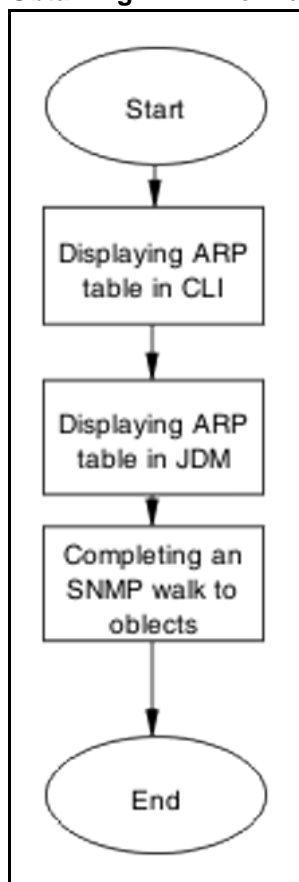 Start
Displaying ARP
table in CLI
Displaying ARP
table in JDM
Completing an
SNMP walk to
oblects
End